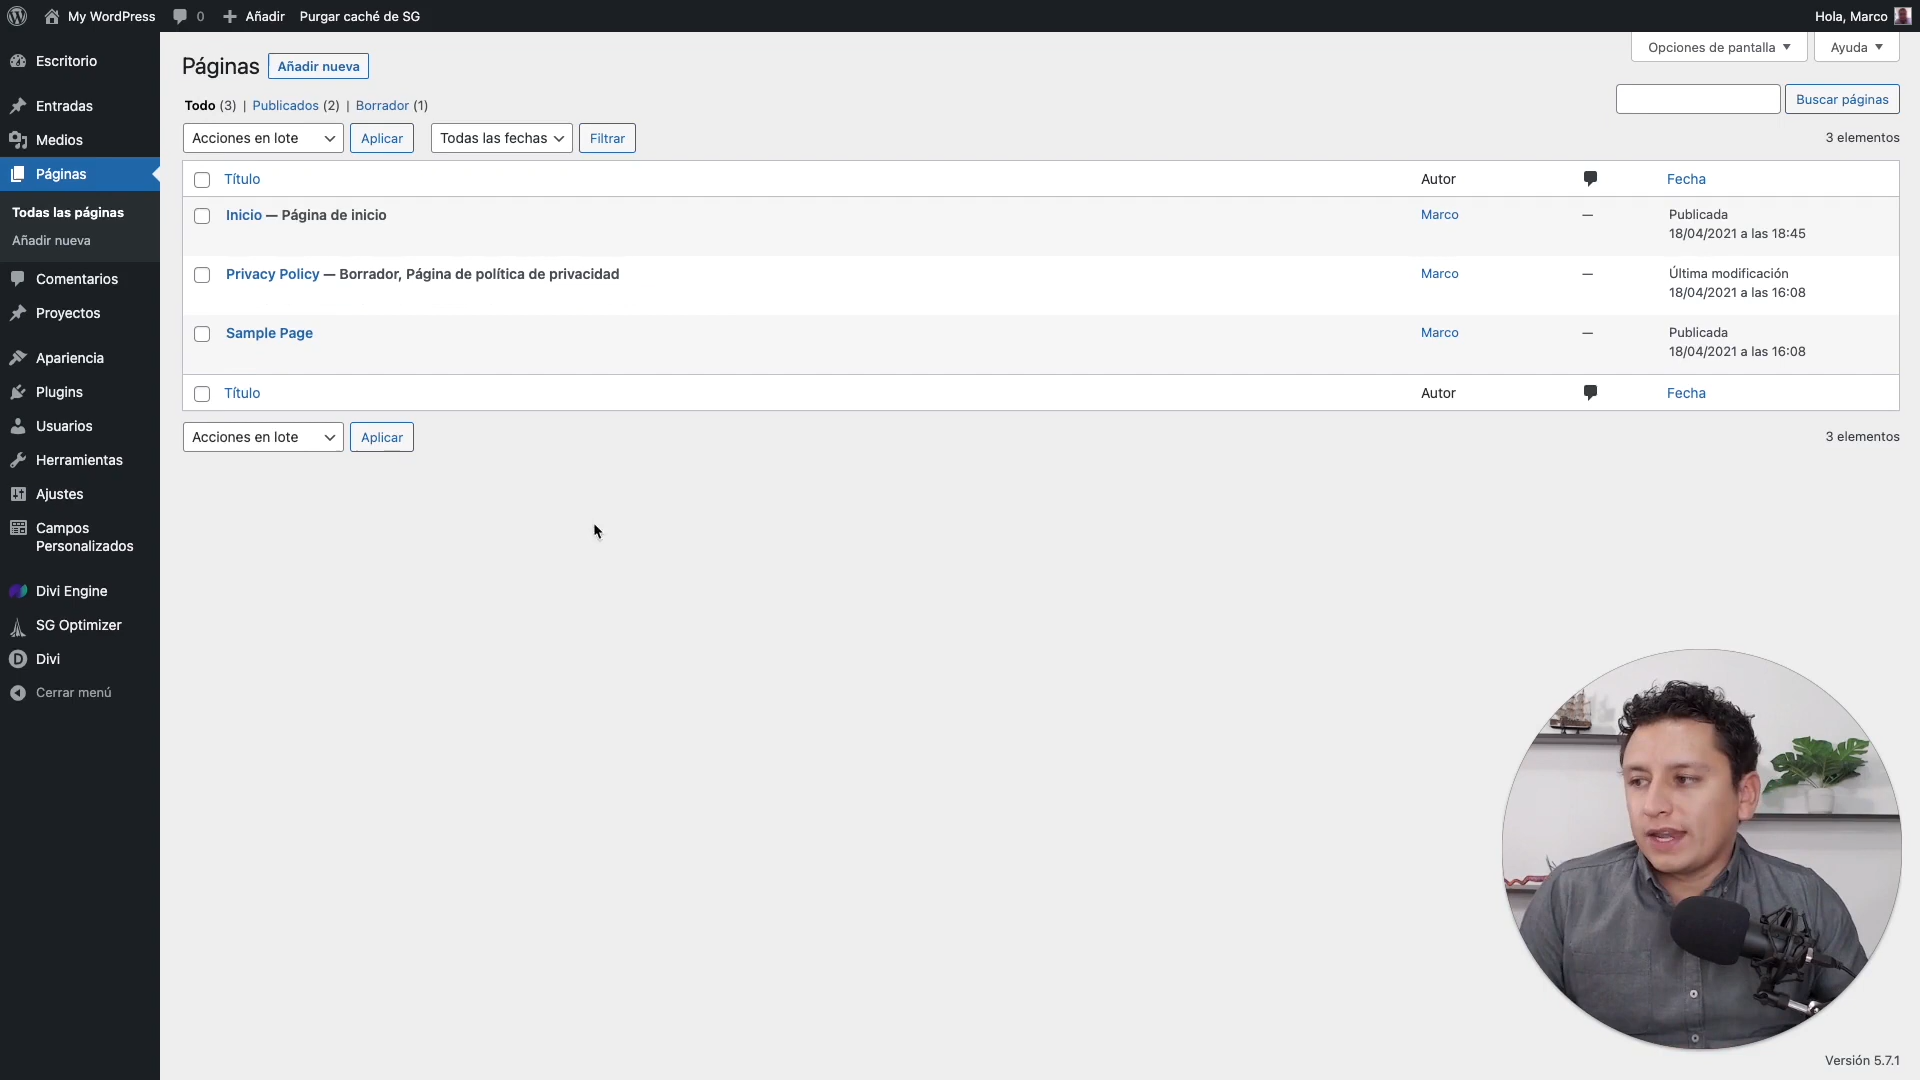 My WordPress 0 Añadir Purgar caché de SG Hola, Marco
Opciones de pantalla Ayuda
Escritorio
Entradas
Medios
Páginas
Todas las páginas
Añadir nueva
Comentarios
Proyectos
Apariencia
Plugins
Usuarios
Herramientas
Ajustes
Campos
Personalizados
Divi Engine
SG Optimizer
D Divi
Cerrar menú
Páginas Añadir nueva
Todo (3) | Publicados (2) | Borrador (1)
Buscar páginas
Acciones en lote Aplicar Todas las fechas Filtrar 3 elementos
Título Autor Fecha
Inicio — Página de inicio Marco — Publicada
18/04/2021 a las 18:45
Privacy Policy — Borrador, Página de política de privacidad Marco — Última modificación
18/04/2021 a las 16:08
Sample Page Marco — Publicada
18/04/2021 a las 16:08
Título Autor Fecha
Acciones en lote Aplicar 3 elementos
Versión 5.7.1